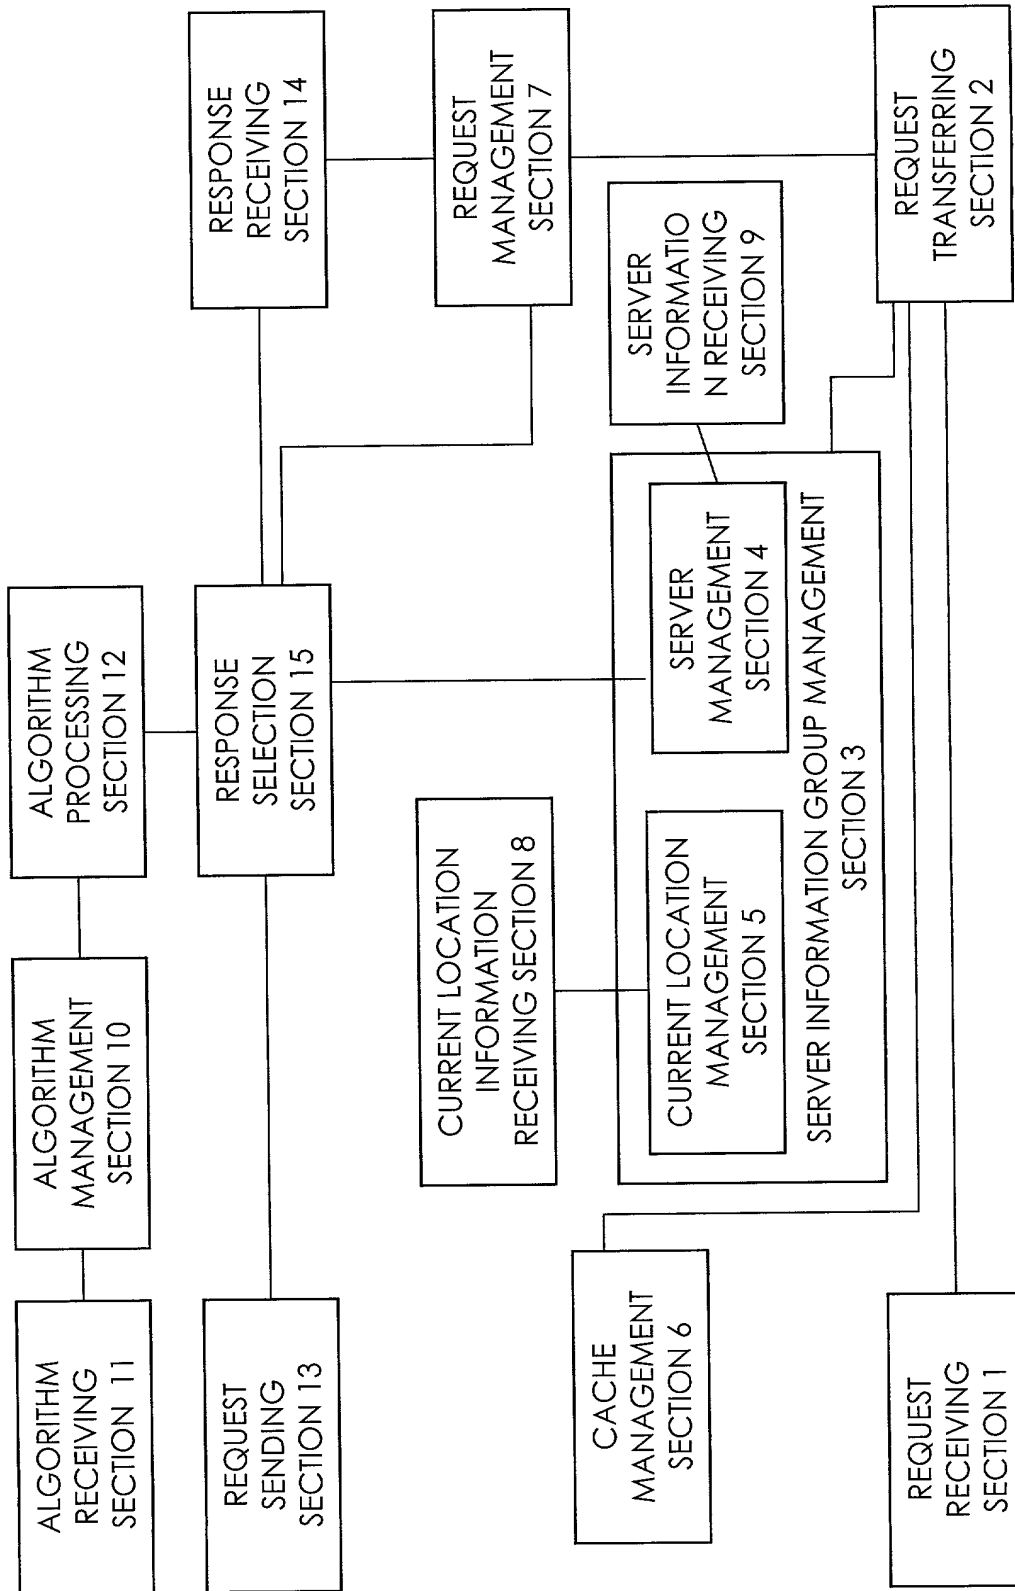 ALGORITHM
RECEIVING
SECTION 11
ALGORITHM
MANAGEMENT
SECTION 10
ALGORITHM
PROCESSING
SECTION 12
REQUEST
SENDING
SECTION 13
RESPONSE
SELECTION
SECTION 15
RESPONSE
RECEIVING
SECTION 14
CURRENT LOCATION
INFORMATION
RECEIVING SECTION 8
REQUEST
MANAGEMENT
SECTION 7
CACHE
MANAGEMENT
SECTION 6
CURRENT LOCATION
MANAGEMENT
SECTION 5
SERVER
MANAGEMENT
SECTION 4
SERVER
INFORMATIO
N RECEIVING
SECTION 9
SERVER INFORMATION GROUP MANAGEMENT
SECTION 3
REQUEST
RECEIVING
SECTION 1
REQUEST
TRANSFERRING
SECTION 2